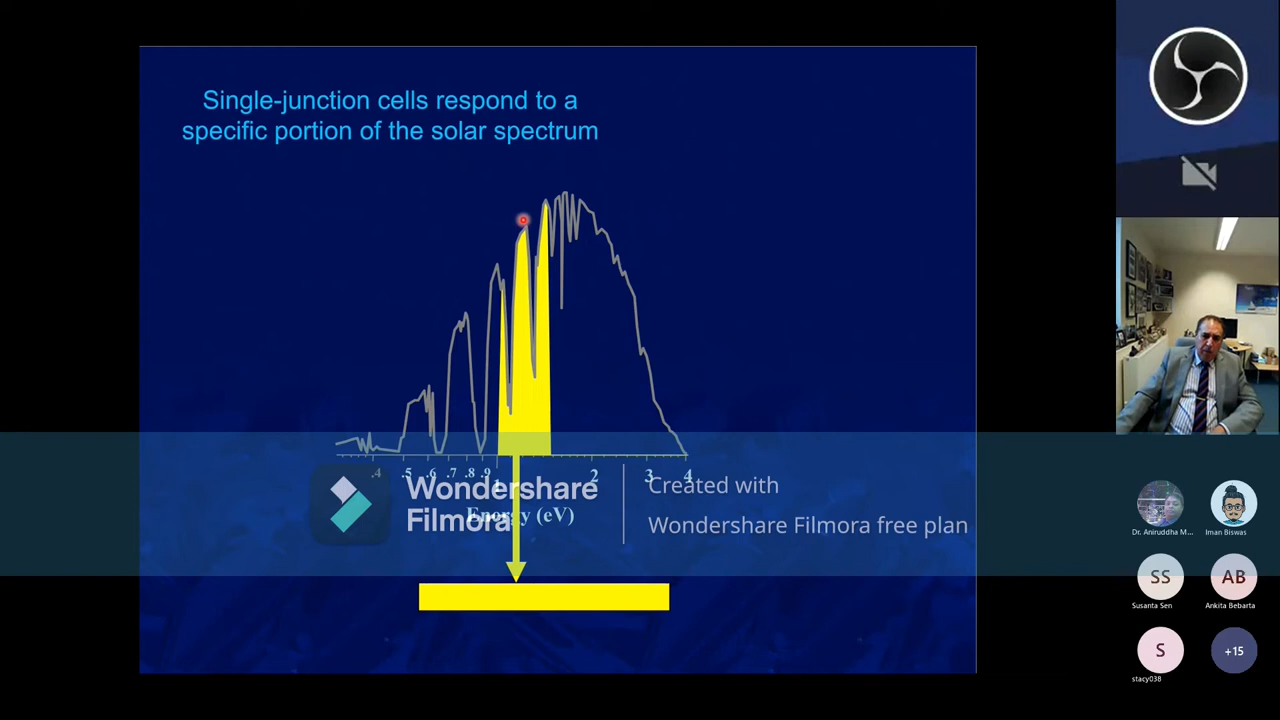 Single-junction cells respond to a
specific portion of the solar spectrum
.4 .5 .6 .7 .8 .9 1 2 3 4
Energy (eV)
Wondershare
Filmora
Created with
Wondershare Filmora free plan
Dr. Aniruddha M...
Iman Biswas
SS
Susanta Sen
AB
Ankita Bebarta
S
stacy038
+15